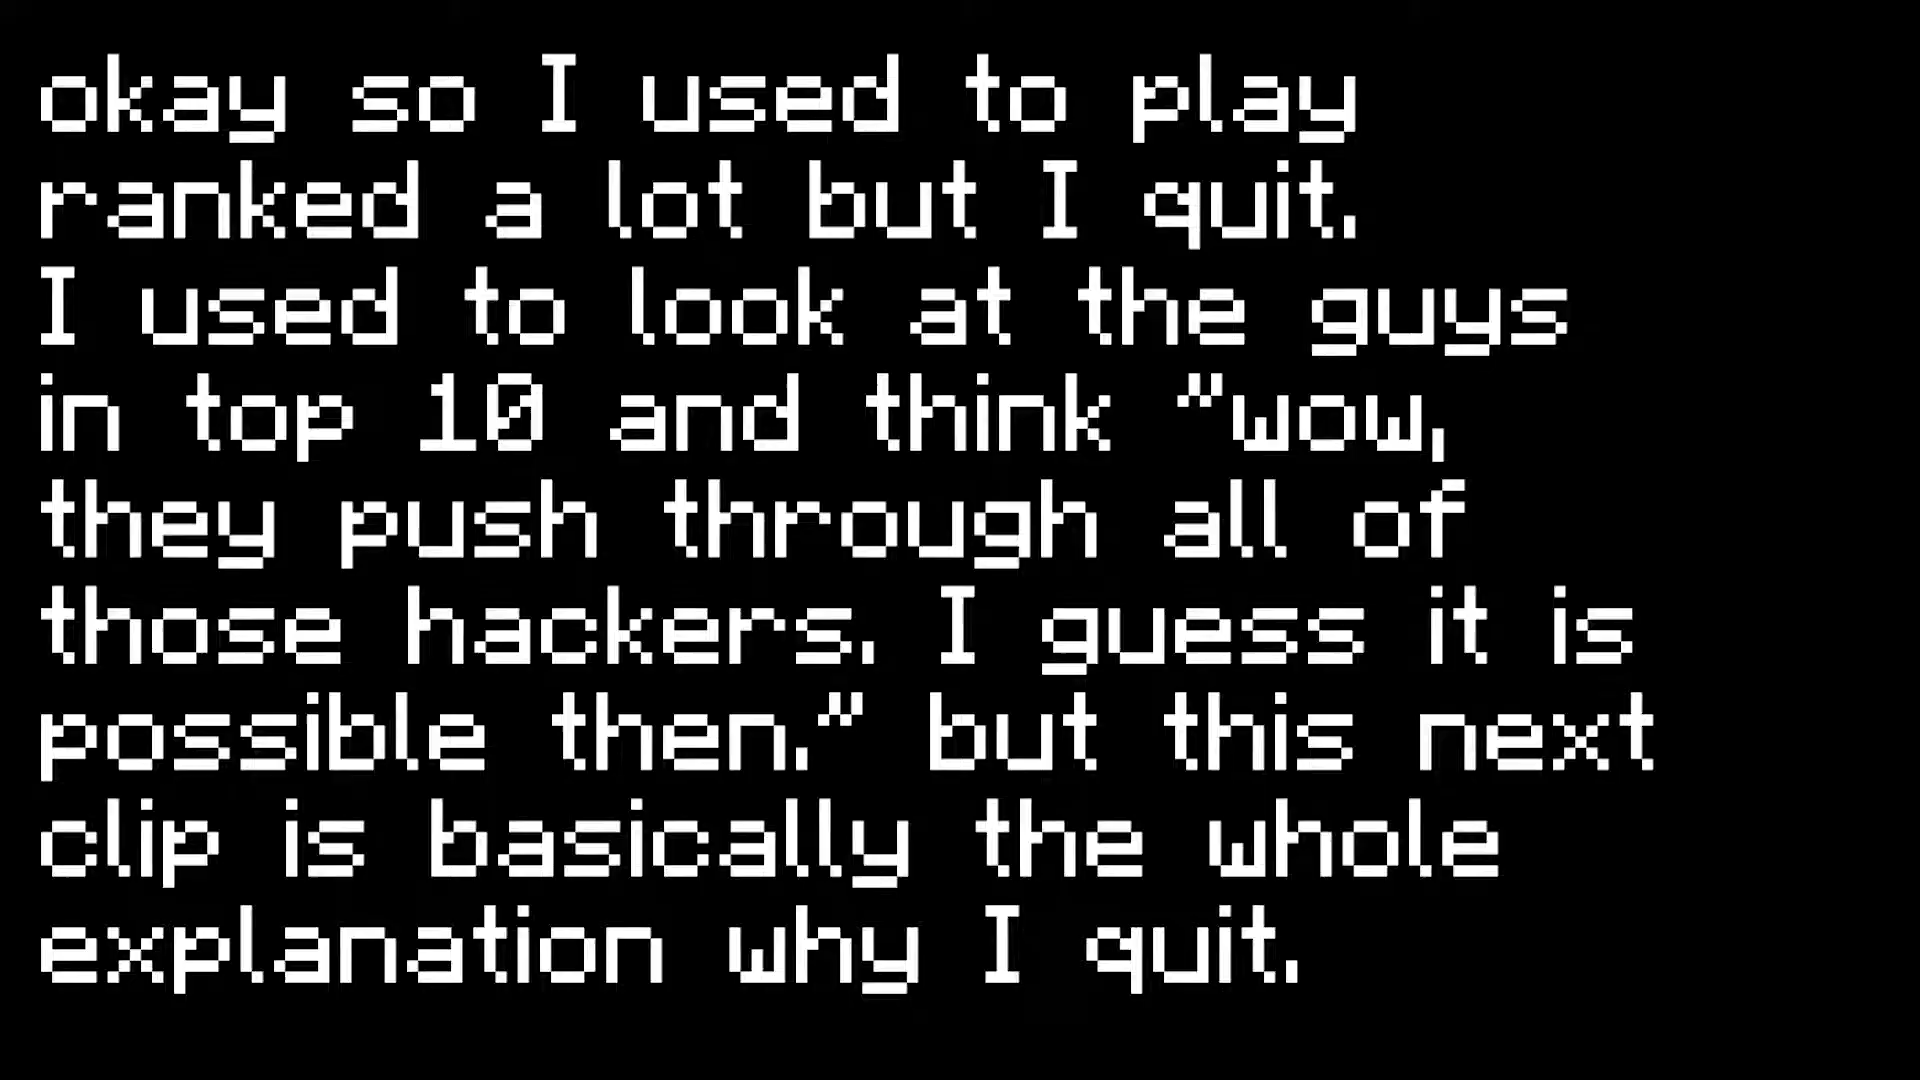 okay so I used to play
ranked a lot but I quit.
I used to look at the guys
in top 10 and think "wow,
they push through all of
those hackers. I guess it is
possible then." but this next
clip is basically the whole
explanation why I quit.